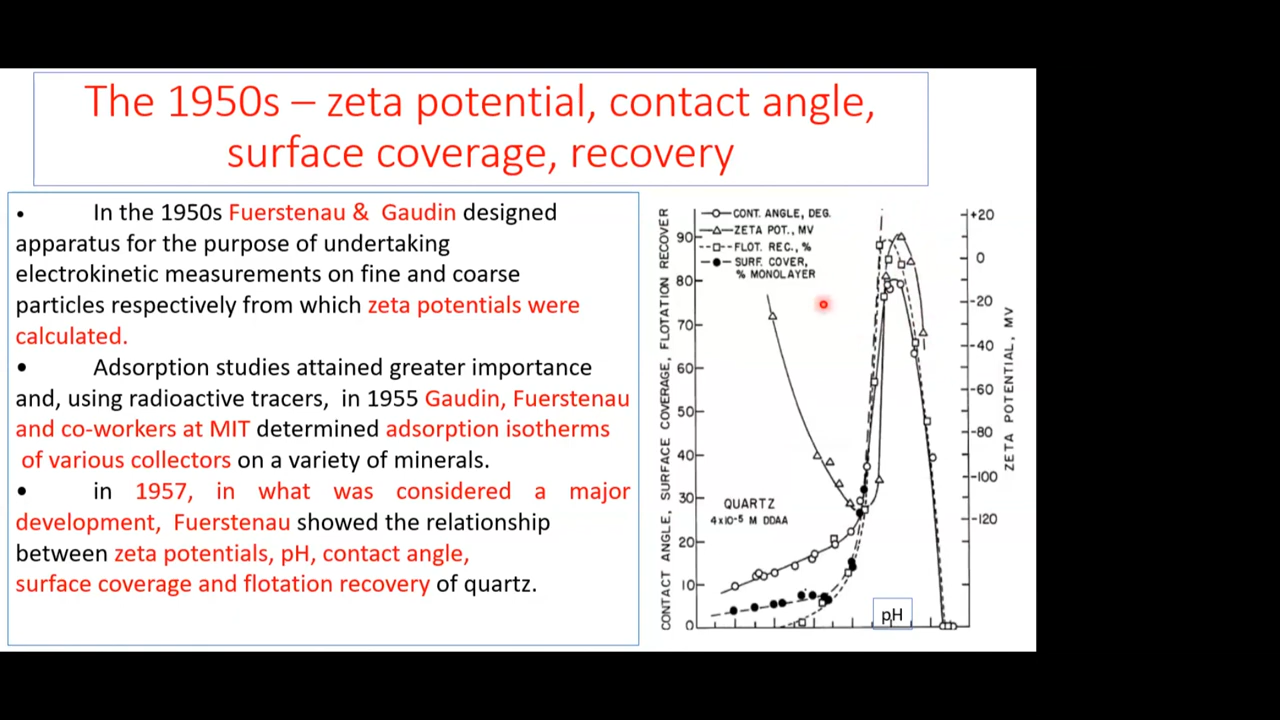 The 1950s – zeta potential, contact angle,
surface coverage, recovery
• In the 1950s Fuerstenau & Gaudin designed
apparatus for the purpose of undertaking
electrokinetic measurements on fine and coarse
particles respectively from which zeta potentials were
calculated.
• Adsorption studies attained greater importance
and, using radioactive tracers, in 1955 Gaudin, Fuerstenau
and co-workers at MIT determined adsorption isotherms
of various collectors on a variety of minerals.
• in 1957, in what was considered a major
development, Fuerstenau showed the relationship
between zeta potentials, pH, contact angle,
surface coverage and flotation recovery of quartz.
CONTACT ANGLE, SURFACE COVERAGE, FLOTATION RECOVER
90
80
70
60
50
40
30
20
10
0
CONT. ANGLE, DEG.
ZETA POT., MV
FLOT. REC., %
SURF. COVER,
% MONOLAYER
QUARTZ
4x10-5 M DDAA
pH
+20
0
-20
-40
-60
-80
-100
-120
ZETA POTENTIAL, MV